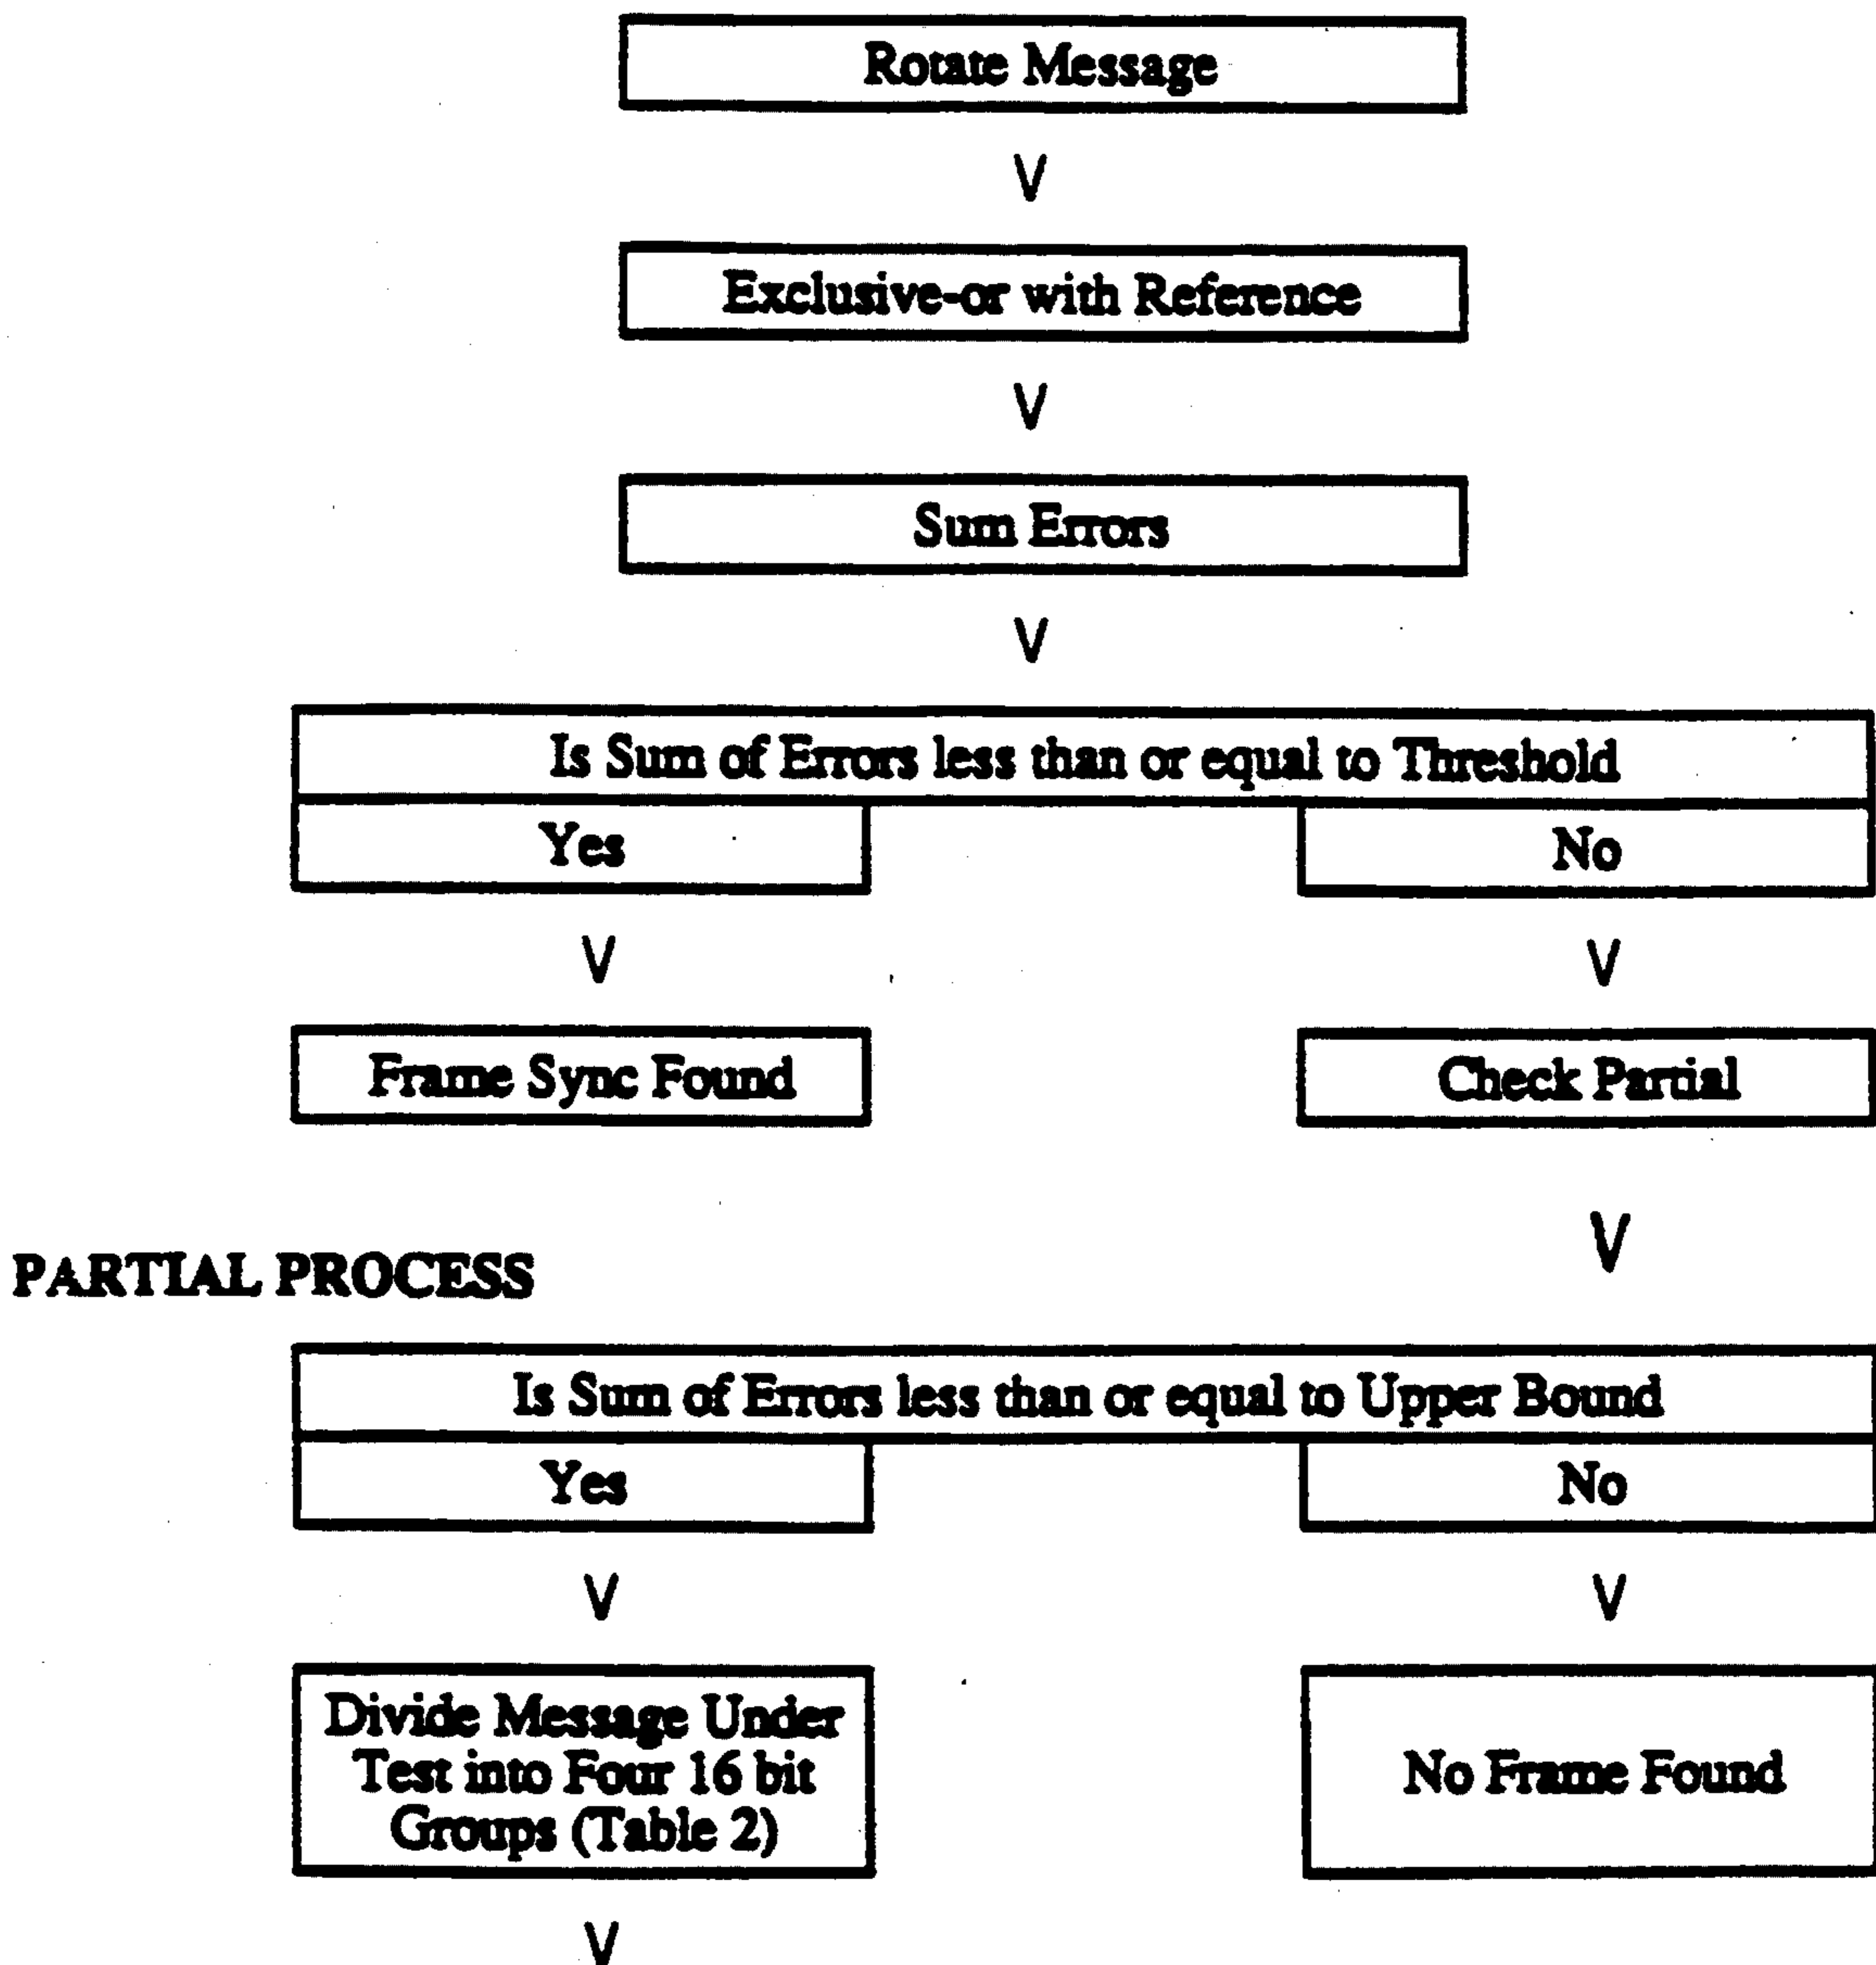 Rotate Message
V
Exclusive-or with Reference
V
Sum Errors
V
Is Sum of Errors less than or equal to Threshold
Yes
No
V
V
Frame Sync Found
Check Partial
V
PARTIAL PROCESS
Is Sum of Errors less than or equal to Upper Bound
Yes
No
V
V
Divide Message Under
Test into Four 16 bit
Groups (Table 2)
No Frame Found
V